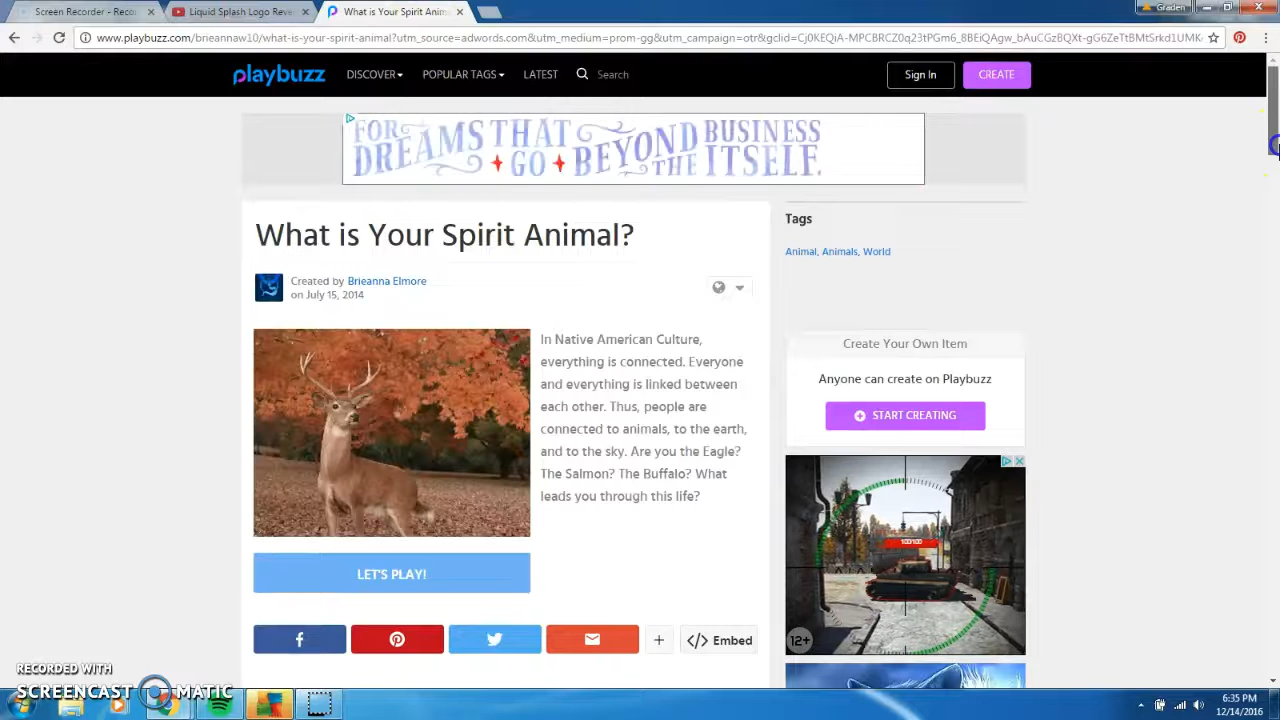 Screen Recorder - Reco
Liquid Splash Logo Reve
What is Your Spirit Anim
Graden
www.playbuzz.com/brieannaw10/what-is-your-spirit-animal?utm_source=adwords.com&utm_medium=prom-gg&utm_campaign=otr&gclid=Cj0KEQiA-MPCBRCZ0q23tPGm6_8BEiQAgw_bAuCGzBQXt-gG6ZeTtBMtSrkd1UMK
playbuzz
DISCOVER
POPULAR TAGS
LATEST
Search
Sign In
CREATE
FOR DREAMS THAT GO BEYOND BUSINESS THE ITSELF.
What is Your Spirit Animal?
Created by Brieanna Elmore
on July 15, 2014
In Native American Culture,
everything is connected. Everyone
and everything is linked between
each other. Thus, people are
connected to animals, to the earth,
and to the sky. Are you the Eagle?
The Salmon? The Buffalo? What
leads you through this life?
LET'S PLAY!
Embed
Tags
Animal, Animals, World
Create Your Own Item
Anyone can create on Playbuzz
START CREATING
100/100
12+
RECORDED WITH
SCREENCAST MATIC
6:35 PM
12/14/2016